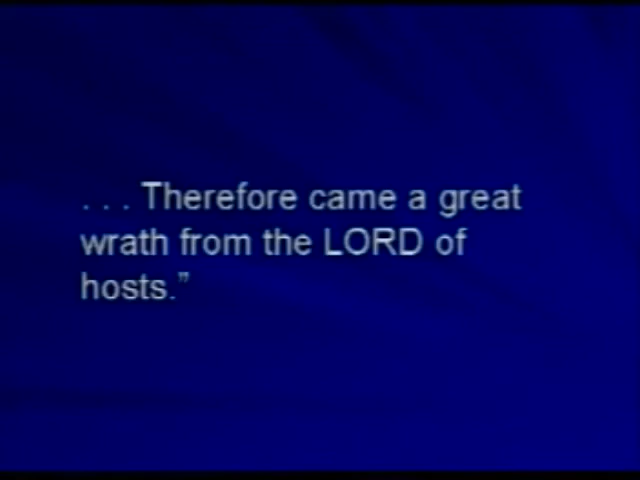 . . . Therefore came a great
wrath from the LORD of
hosts.”